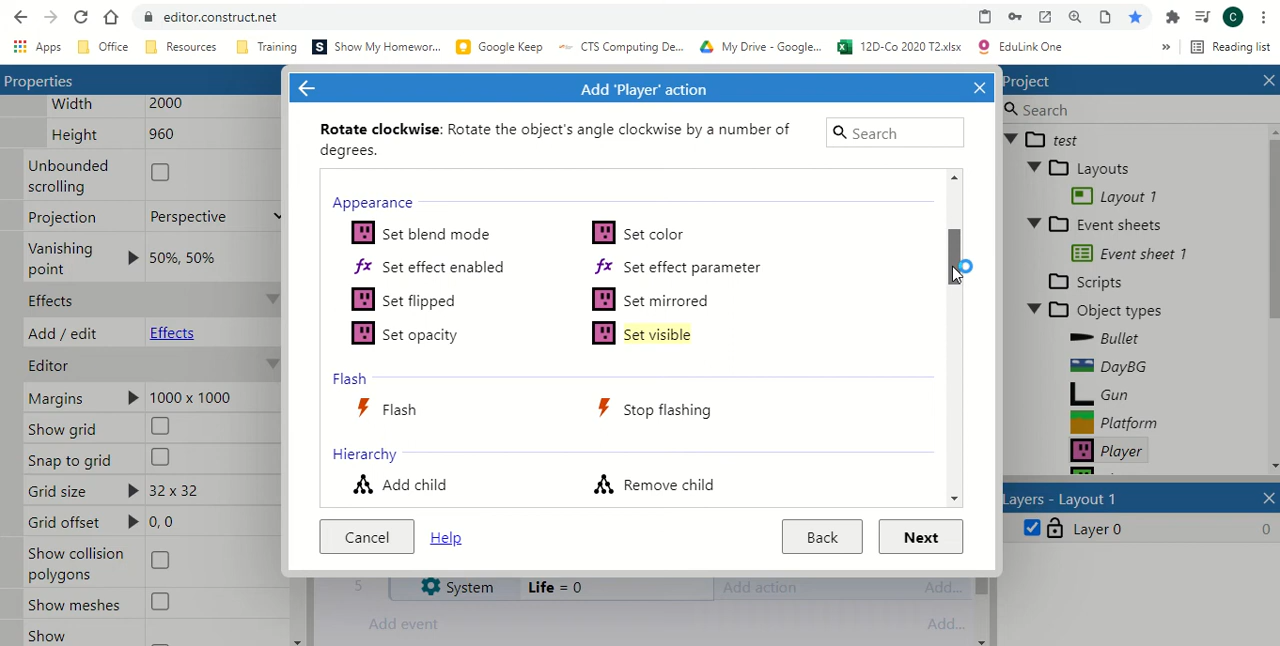 editor.construct.net
C
Apps Office Resources Training S Show My Homewor... Google Keep CTS Computing De... My Drive - Google... 12D-Co 2020 T2.xlsx EduLink One » Reading list
Properties
Width 2000
Height 960
Unbounded
scrolling
Projection Perspective
Vanishing
point 50%, 50%
Effects
Add / edit Effects
Editor
Margins 1000 x 1000
Show grid
Snap to grid
Grid size 32 x 32
Grid offset 0, 0
Show collision
polygons
Show meshes
Show
Add 'Player' action
Rotate clockwise: Rotate the object's angle clockwise by a number of
degrees.
Search
Appearance
Set blend mode Set color
fx Set effect enabled fx Set effect parameter
Set flipped Set mirrored
Set opacity Set visible
Flash
Flash Stop flashing
Hierarchy
Add child Remove child
Cancel Help Back Next
5 System Life = 0 Add action Add...
Add event Add...
Project
Search
test
Layouts
Layout 1
Event sheets
Event sheet 1
Scripts
Object types
Bullet
DayBG
Gun
Platform
Player
Layers - Layout 1
Layer 0 0